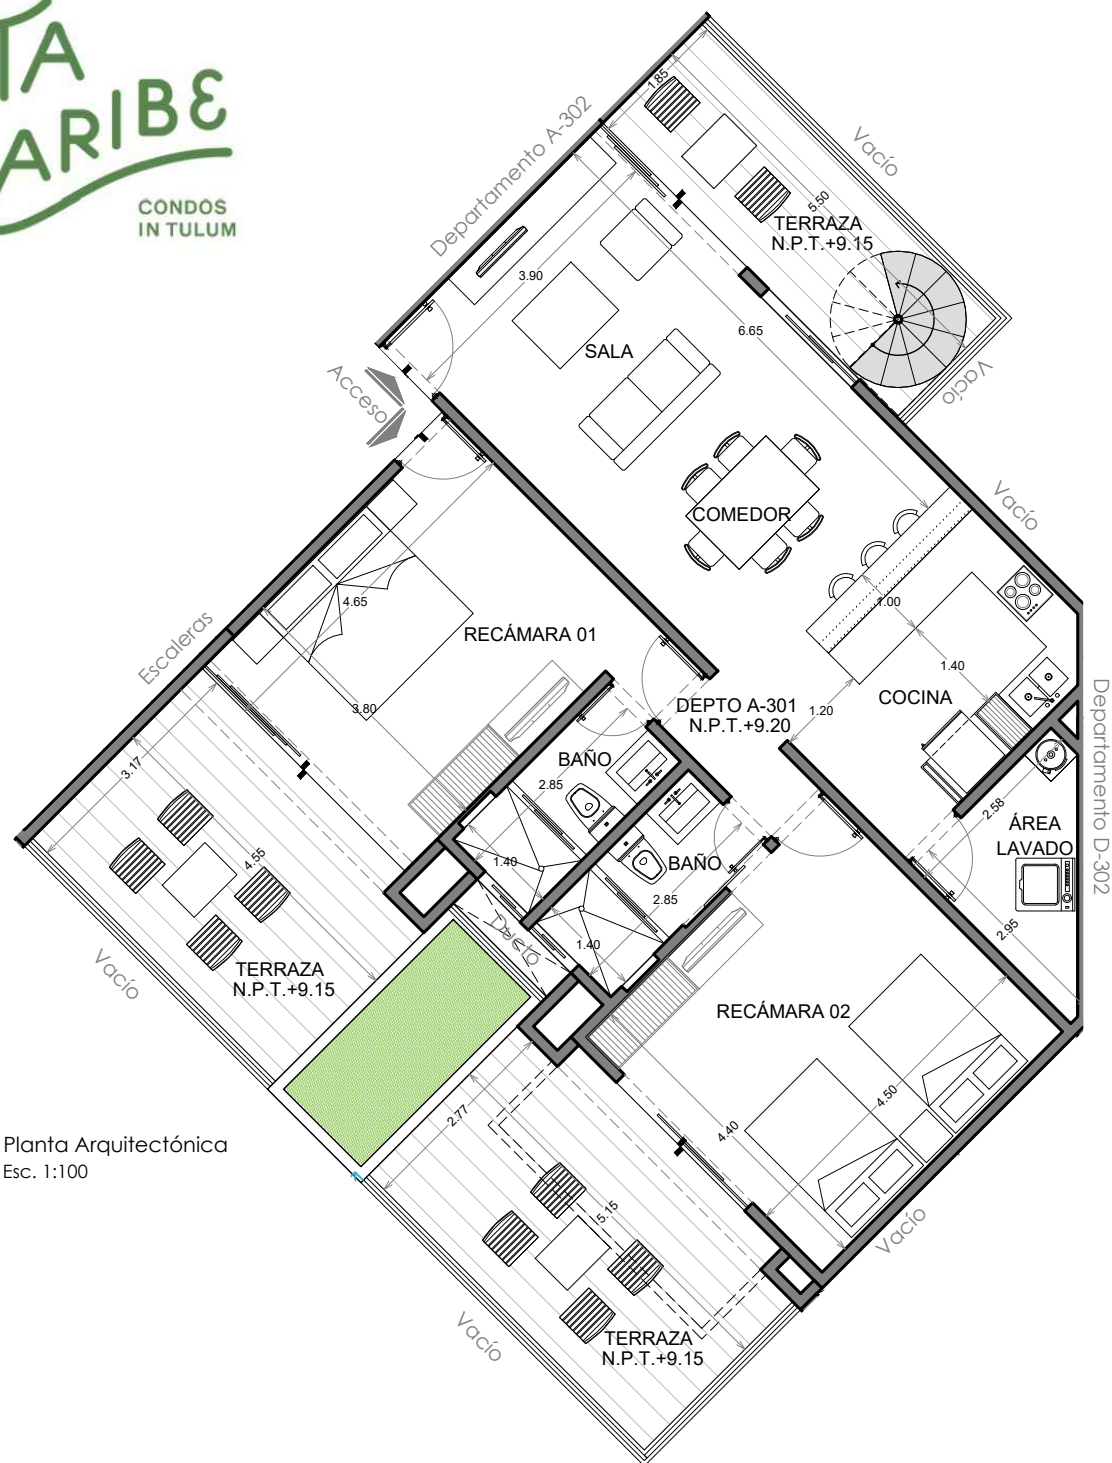 TA
ARIBE
CONDOS
IN TULUM
Departamento A-302
1.85
Vacío
5.50
TERRAZA
N.P.T.+9.15
Vacío
3.90
6.65
SALA
Acceso
COMEDOR
Vacío
4.65
RECÁMARA 01
Escaleras
3.80
1.00
1.40
COCINA
1.20
DEPTO A-301
N.P.T.+9.20
Departamento D-302
3.17
BAÑO
2.85
1.40
BAÑO
2.85
1.40
2.58
ÁREA
LAVADO
2.95
4.55
Ducto
TERRAZA
N.P.T.+9.15
Vacío
RECÁMARA 02
4.50
4.40
2.77
Planta Arquitectónica
Esc. 1:100
5.15
Vacío
Vacío
TERRAZA
N.P.T.+9.15